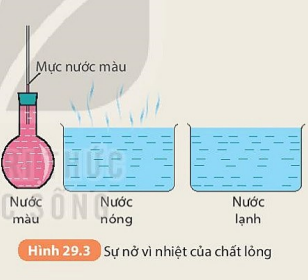 Mực nước màu
Nước màu
Nước nóng
Nước lạnh
Hình 29.3 Sự nở vì nhiệt của chất lỏng